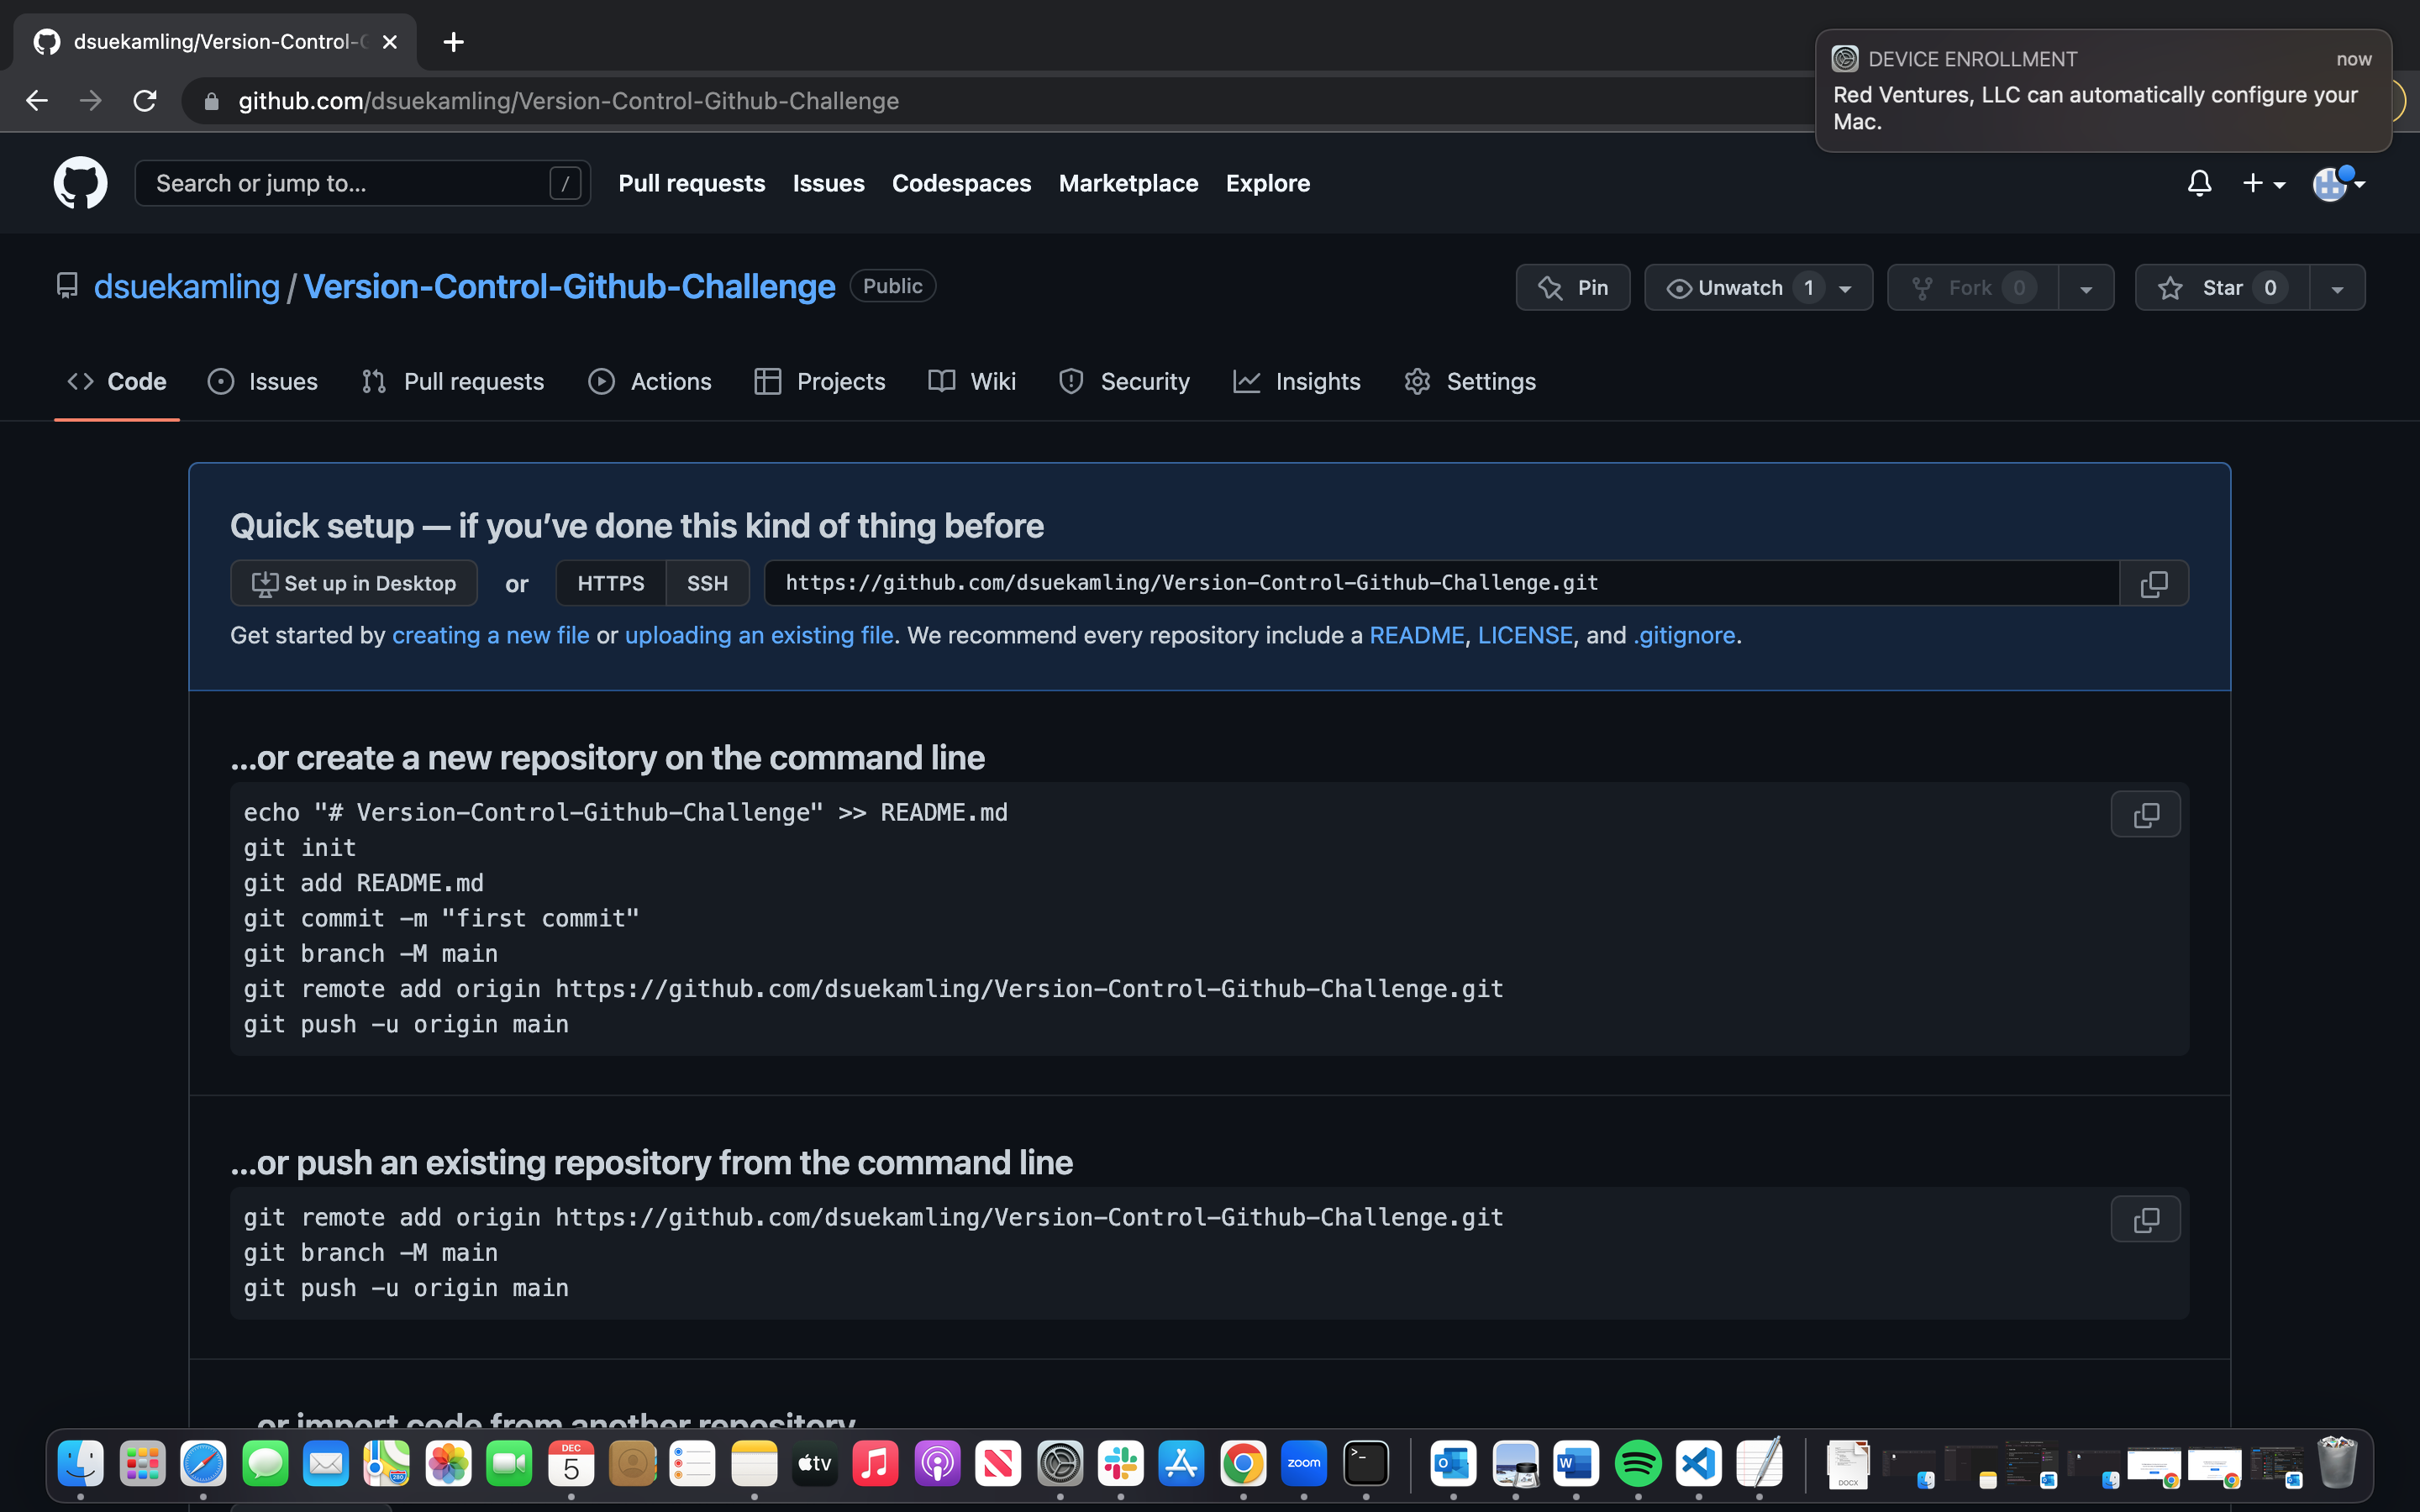 dsuekamling/Version-Control-G
github.com/dsuekamling/Version-Control-Github-Challenge
DEVICE ENROLLMENT now
Red Ventures, LLC can automatically configure your
Mac.
Search or jump to... /
Pull requests Issues Codespaces Marketplace Explore
dsuekamling / Version-Control-Github-Challenge Public
Pin Unwatch 1 Fork 0 Star 0
Code Issues Pull requests Actions Projects Wiki Security Insights Settings
Quick setup — if you’ve done this kind of thing before
Set up in Desktop or HTTPS SSH https://github.com/dsuekamling/Version-Control-Github-Challenge.git
Get started by creating a new file or uploading an existing file. We recommend every repository include a README, LICENSE, and .gitignore.
…or create a new repository on the command line
echo "# Version-Control-Github-Challenge" >> README.md
git init
git add README.md
git commit -m "first commit"
git branch -M main
git remote add origin https://github.com/dsuekamling/Version-Control-Github-Challenge.git
git push -u origin main
…or push an existing repository from the command line
git remote add origin https://github.com/dsuekamling/Version-Control-Github-Challenge.git
git branch -M main
git push -u origin main
…or import code from another repository
DEC
5
tv
zoom
>_
DOCX